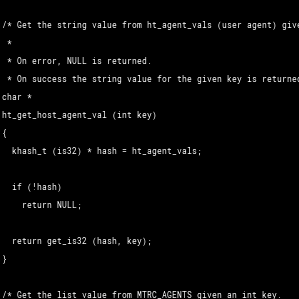 /* Get the string value from ht_agent_vals (user agent) give
 *
 * On error, NULL is returned.
 * On success the string value for the given key is returned
char *
ht_get_host_agent_val (int key)
{
  khash_t (is32) * hash = ht_agent_vals;

  if (!hash)
    return NULL;

  return get_is32 (hash, key);
}

/* Get the list value from MTRC_AGENTS given an int key.